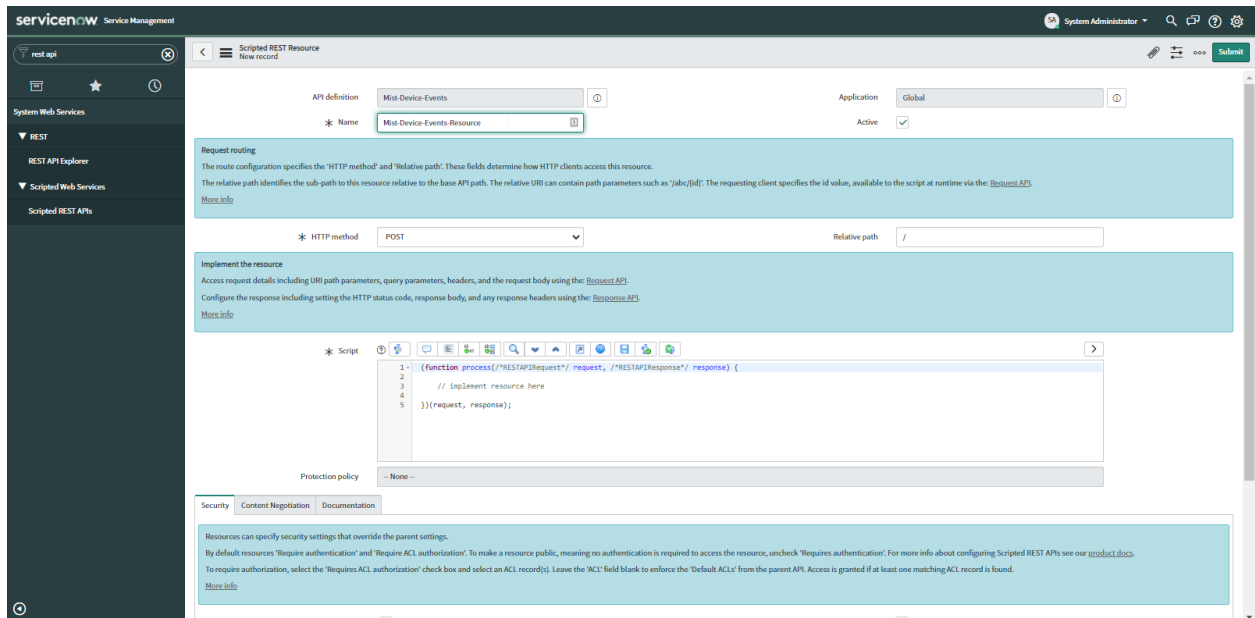 servicenow Service Management
SA System Administrator
rest api
Scripted REST Resource
New record
Submit
System Web Services
REST
REST API Explorer
Scripted Web Services
Scripted REST APIs
API definition
Mist-Device-Events
Application
Global
Name
Mist-Device-Events-Resource
Active
Request routing
The route configuration specifies the 'HTTP method' and 'Relative path'. These fields determine how HTTP clients access this resource.
The relative path identifies the sub-path to this resource relative to the base API path. The relative URI can contain path parameters such as '/abc/{id}'. The requesting client specifies the id value, available to the script at runtime via the: Request API.
More info
HTTP method
POST
Relative path
/
Implement the resource
Access request details including URI path parameters, query parameters, headers, and the request body using the: Request API.
Configure the response including setting the HTTP status code, response body, and any response headers using the: Response API.
More info
Script
1 (function process(/*RESTAPIRequest*/ request, /*RESTAPIResponse*/ response) {
2
3 // implement resource here
4
5 })(request, response);
Protection policy
-- None --
Security Content Negotiation Documentation
Resources can specify security settings that override the parent settings.
By default resources 'Require authentication' and 'Require ACL authorization'. To make a resource public, meaning no authentication is required to access the resource, uncheck 'Requires authentication'. For more info about configuring Scripted REST APIs see our product docs.
To require authorization, select the 'Requires ACL authorization' check box and select an ACL record(s). Leave the 'ACL' field blank to enforce the 'Default ACLs' from the parent API. Access is granted if at least one matching ACL record is found.
More info